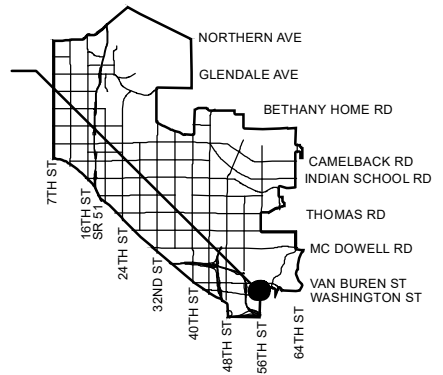 NORTHERN AVE
GLENDALE AVE
BETHANY HOME RD
CAMELBACK RD
INDIAN SCHOOL RD
THOMAS RD
MC DOWELL RD
VAN BUREN ST
WASHINGTON ST
7TH ST
16TH ST
SR 51
24TH ST
32ND ST
40TH ST
48TH ST
56TH ST
64TH ST